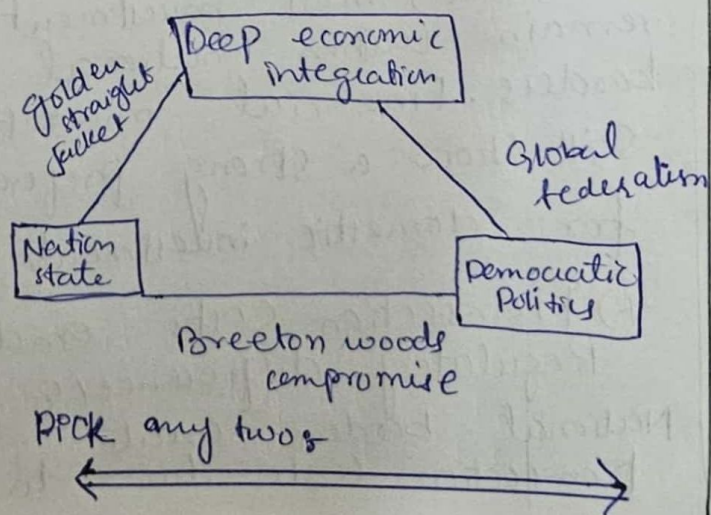 Deep economic
integration
golden
straight
jacket
Global
federalism
Nation
state
Democratic
Politics
Breeton woods
compromise
Pick any two